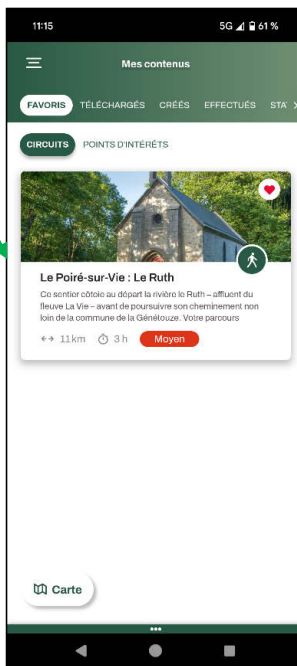 11:15 5G 61 %
Mes contenus
FAVORIS TÉLÉCHARGÉS CRÉÉS EFFECTUÉS STAT
CIRCUITS POINTS D'INTÉRÊTS
Le Poiré-sur-Vie : Le Ruth
Ce sentier côtoie au départ la rivière le Ruth – affluent du
fleuve La Vie – avant de poursuivre son cheminement non
loin de la commune de la Génétouze. Votre parcours
11km 3 h Moyen
Carte